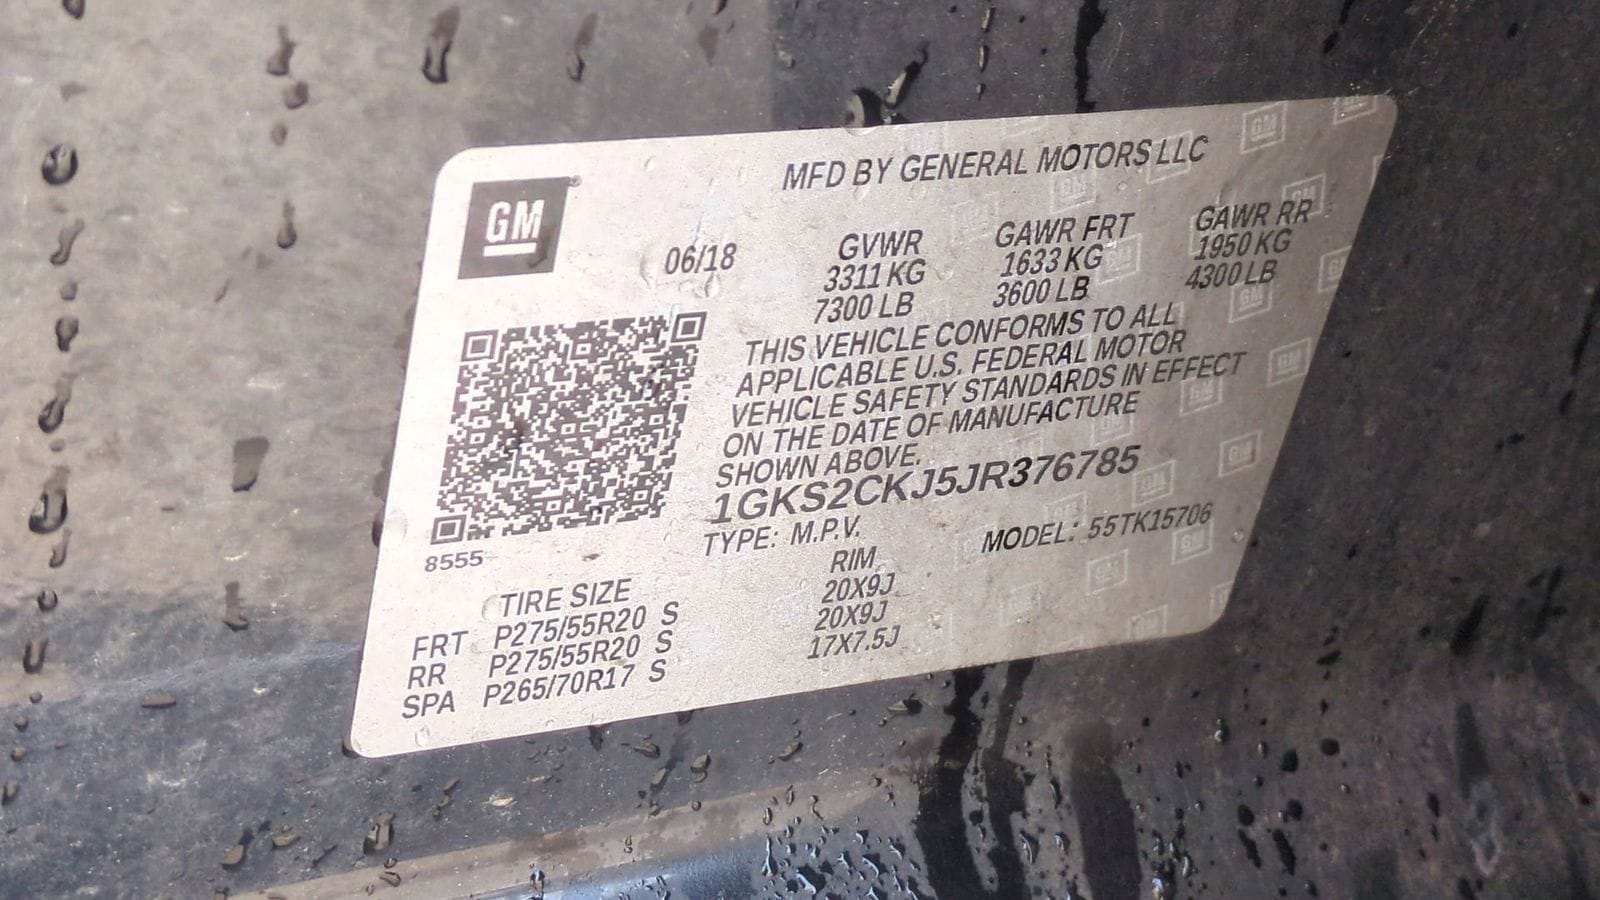 GM
MFD BY GENERAL MOTORS LLC
06/18
GVWR GAWR FRT GAWR RR
3311 KG 1633 KG 1950 KG
7300 LB 3600 LB 4300 LB
THIS VEHICLE CONFORMS TO ALL
APPLICABLE U.S. FEDERAL MOTOR
VEHICLE SAFETY STANDARDS IN EFFECT
ON THE DATE OF MANUFACTURE
SHOWN ABOVE.
1GKS2CKJ5JR376785
TYPE: M.P.V. MODEL: 55TK15706
8555
TIRE SIZE RIM
FRT P275/55R20 S 20X9J
RR P275/55R20 S 20X9J
SPA P265/70R17 S 17X7.5J